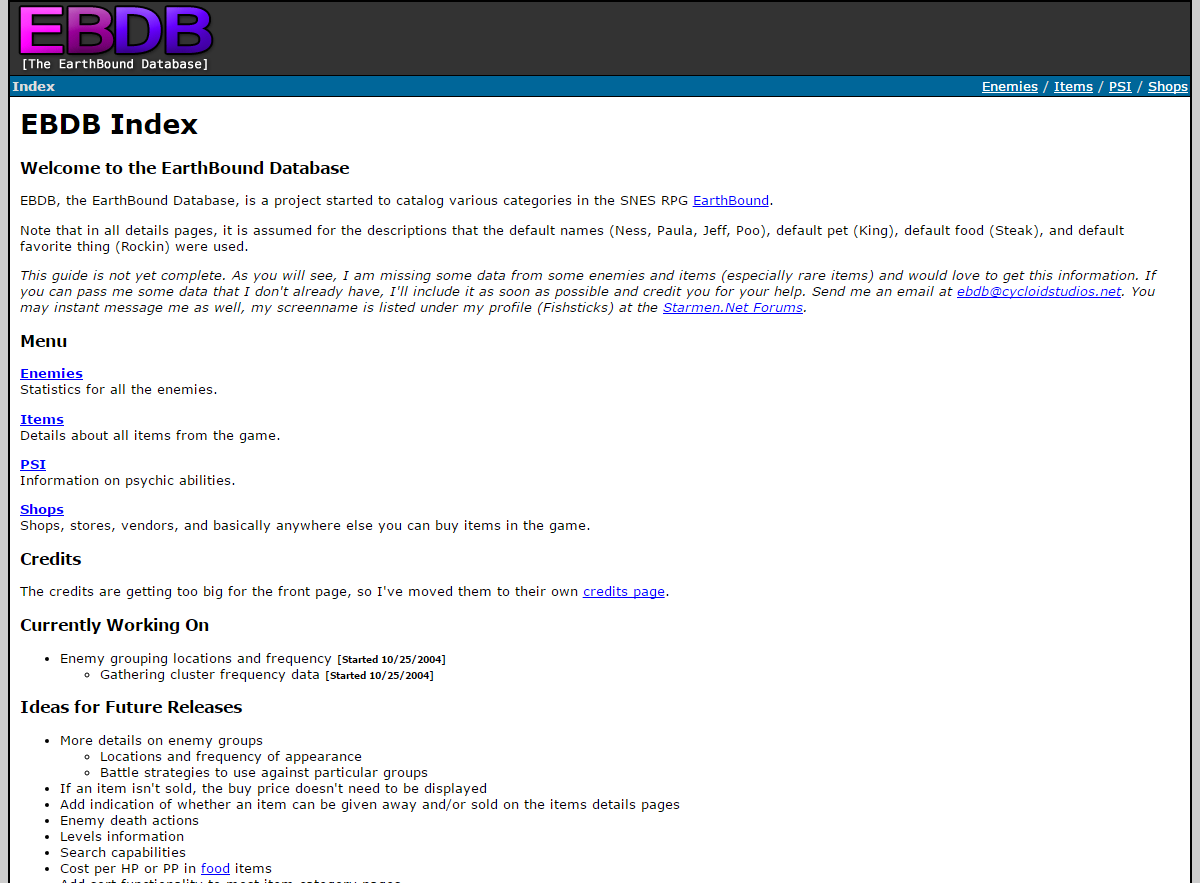 EBDB
[The EarthBound Database]
Index
Enemies / Items / PSI / Shops
EBDB Index
Welcome to the EarthBound Database
EBDB, the EarthBound Database, is a project started to catalog various categories in the SNES RPG EarthBound.
Note that in all details pages, it is assumed for the descriptions that the default names (Ness, Paula, Jeff, Poo), default pet (King), default food (Steak), and default
favorite thing (Rockin) were used.
This guide is not yet complete. As you will see, I am missing some data from some enemies and items (especially rare items) and would love to get this information. If
you can pass me some data that I don't already have, I'll include it as soon as possible and credit you for your help. Send me an email at ebdb@cycloidstudios.net. You
may instant message me as well, my screenname is listed under my profile (Fishsticks) at the Starmen.Net Forums.
Menu
Enemies
Statistics for all the enemies.
Items
Details about all items from the game.
PSI
Information on psychic abilities.
Shops
Shops, stores, vendors, and basically anywhere else you can buy items in the game.
Credits
The credits are getting too big for the front page, so I've moved them to their own credits page.
Currently Working On
• Enemy grouping locations and frequency [Started 10/25/2004]
◦ Gathering cluster frequency data [Started 10/25/2004]
Ideas for Future Releases
• More details on enemy groups
◦ Locations and frequency of appearance
◦ Battle strategies to use against particular groups
• If an item isn't sold, the buy price doesn't need to be displayed
• Add indication of whether an item can be given away and/or sold on the items details pages
• Enemy death actions
• Levels information
• Search capabilities
• Cost per HP or PP in food items
Add sort functionality to most item category pages